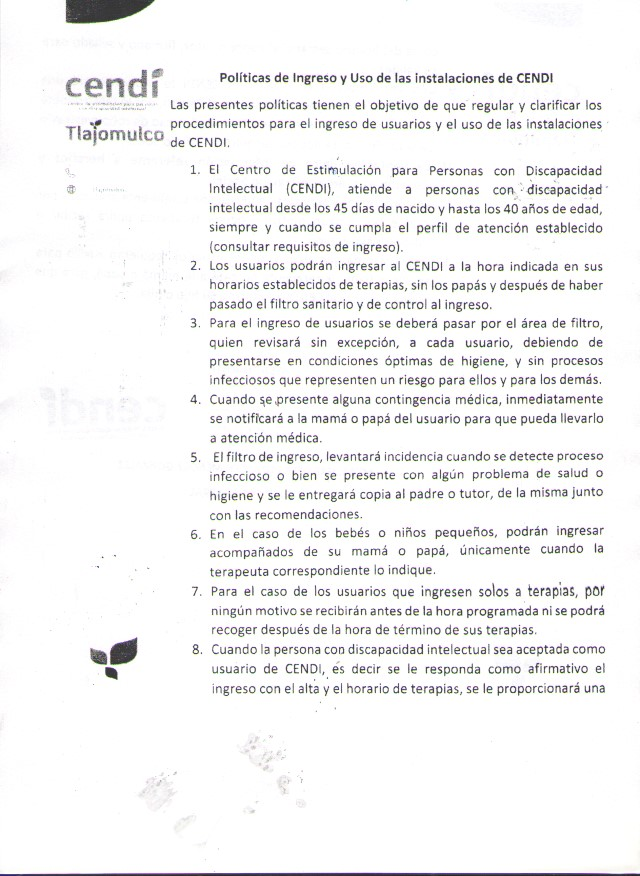 cendi
Tlajomulco
Políticas de Ingreso y Uso de las instalaciones de CENDI
Las presentes políticas tienen el objetivo de que regular y clarificar los
procedimientos para el ingreso de usuarios y el uso de las instalaciones
de CENDI.
1. El Centro de Estimulación para Personas con Discapacidad
Intelectual (CENDI), atiende a personas con discapacidad
intelectual desde los 45 días de nacido y hasta los 40 años de edad,
siempre y cuando se cumpla el perfil de atención establecido
(consultar requisitos de ingreso).
2. Los usuarios podrán ingresar al CENDI a la hora indicada en sus
horarios establecidos de terapias, sin los papás y después de haber
pasado el filtro sanitario y de control al ingreso.
3. Para el ingreso de usuarios se deberá pasar por el área de filtro,
quien revisará sin excepción, a cada usuario, debiendo de
presentarse en condiciones óptimas de higiene, y sin procesos
infecciosos que representen un riesgo para ellos y para los demás.
4. Cuando se presente alguna contingencia médica, inmediatamente
se notificará a la mamá o papá del usuario para que pueda llevarlo
a atención médica.
5. El filtro de ingreso, levantará incidencia cuando se detecte proceso
infeccioso o bien se presente con algún problema de salud o
higiene y se le entregará copia al padre o tutor, de la misma junto
con las recomendaciones.
6. En el caso de los bebés o niños pequeños, podrán ingresar
acompañados de su mamá o papá, únicamente cuando la
terapeuta correspondiente lo indique.
7. Para el caso de los usuarios que ingresen solos a terapias, por
ningún motivo se recibirán antes de la hora programada ni se podrá
recoger después de la hora de término de sus terapias.
8. Cuando la persona con discapacidad intelectual sea aceptada como
usuario de CENDI, es decir se le responda como afirmativo el
ingreso con el alta y el horario de terapias, se le proporcionará una